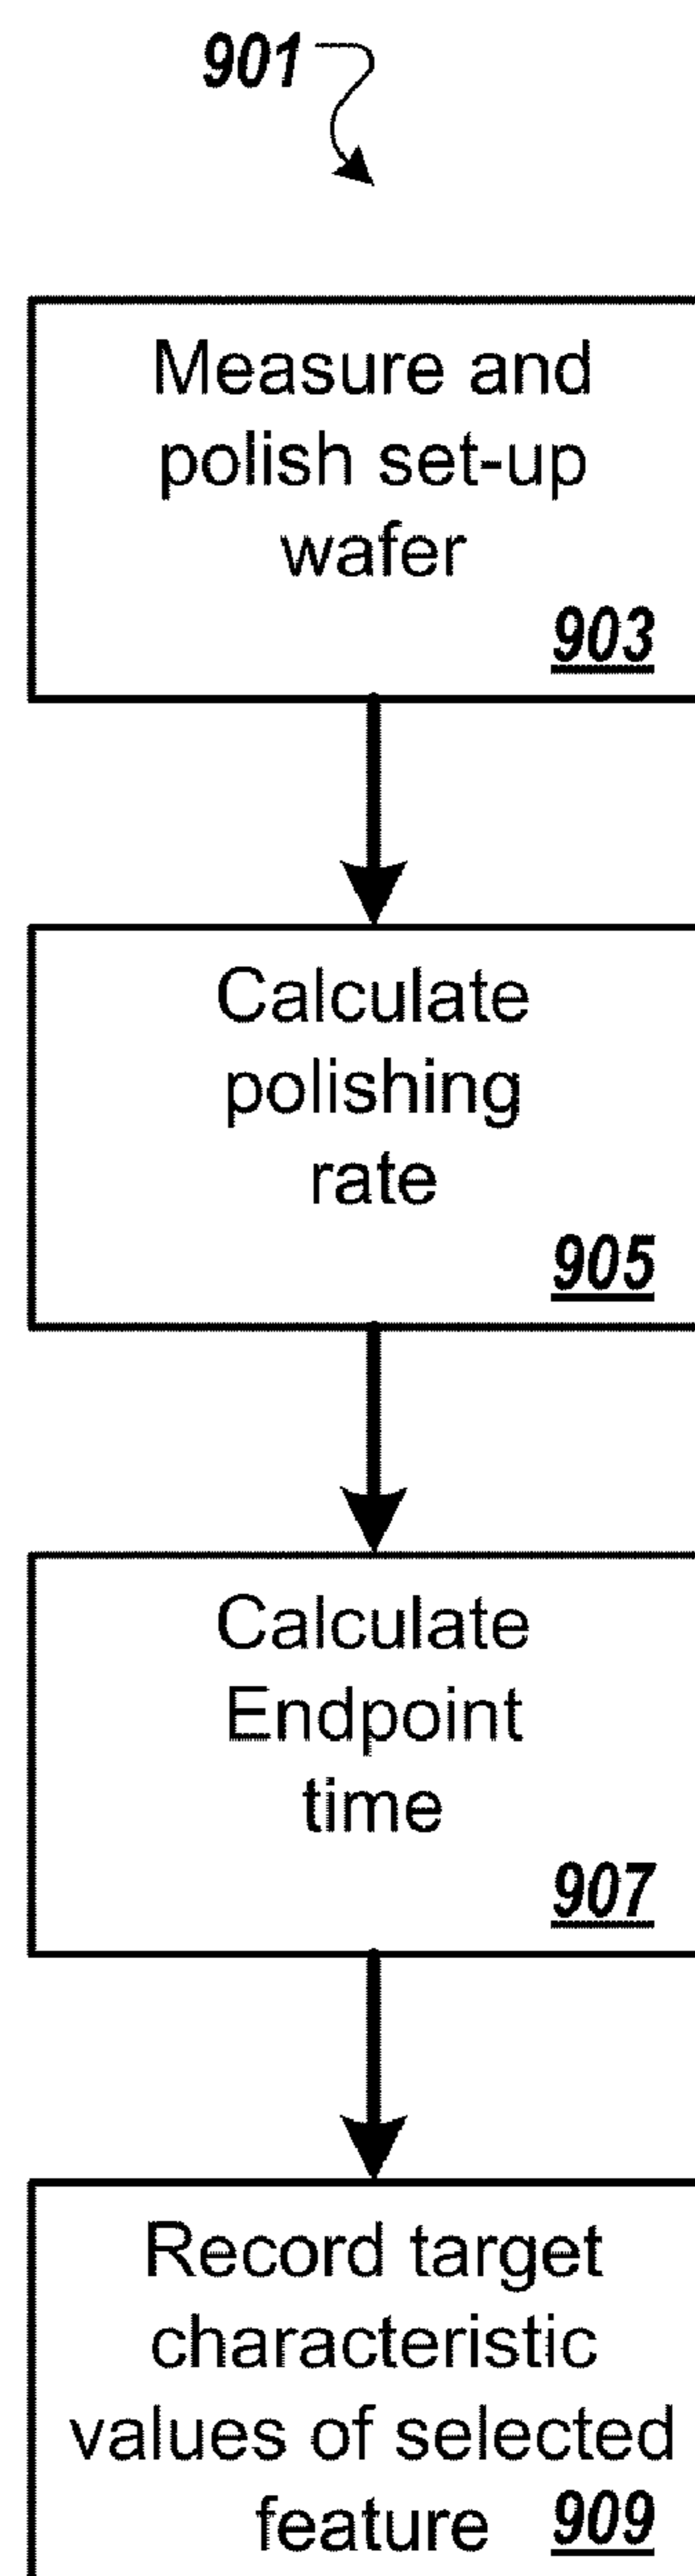 901
Measure and
polish set-up
wafer
903
Calculate
polishing
rate
905
Calculate
Endpoint
time
907
Record target
characteristic
values of selected
feature 909